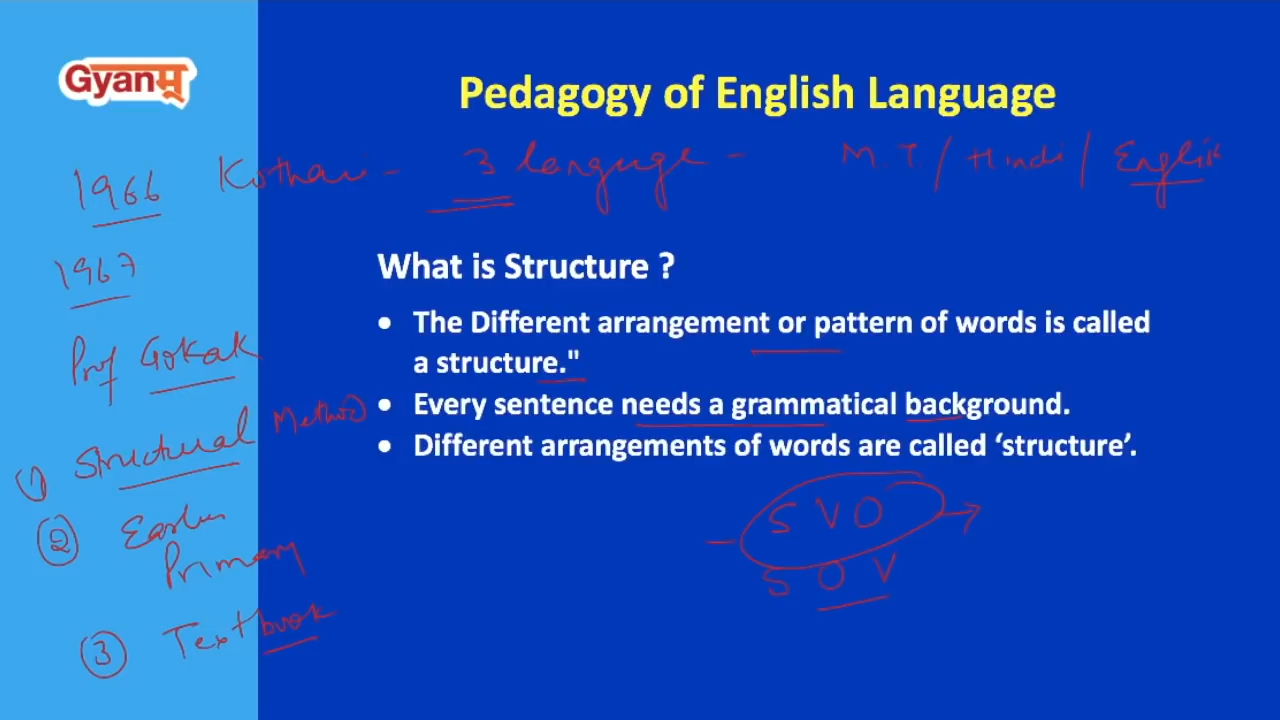 Gyanमू
Pedagogy of English Language
1966 Kothari - 3 language - M.T / Hindi / English
1967
What is Structure ?
• The Different arrangement or pattern of words is called
a structure."
Prof Gokak
• Every sentence needs a grammatical background.
• Different arrangements of words are called ‘structure’.
① Structural Method
S V O
②
Primary
S O V
③ Textbook